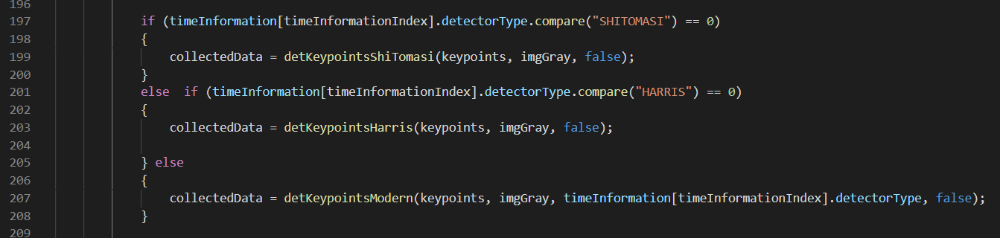 196
197 if (timeInformation[timeInformationIndex].detectorType.compare("SHITOMASI") == 0)
198 {
199 collectedData = detKeypointsShiTomasi(keypoints, imgGray, false);
200 }
201 else  if (timeInformation[timeInformationIndex].detectorType.compare("HARRIS") == 0)
202 {
203 collectedData = detKeypointsHarris(keypoints, imgGray, false);
204
205 } else
206 {
207 collectedData = detKeypointsModern(keypoints, imgGray, timeInformation[timeInformationIndex].detectorType, false);
208 }
209